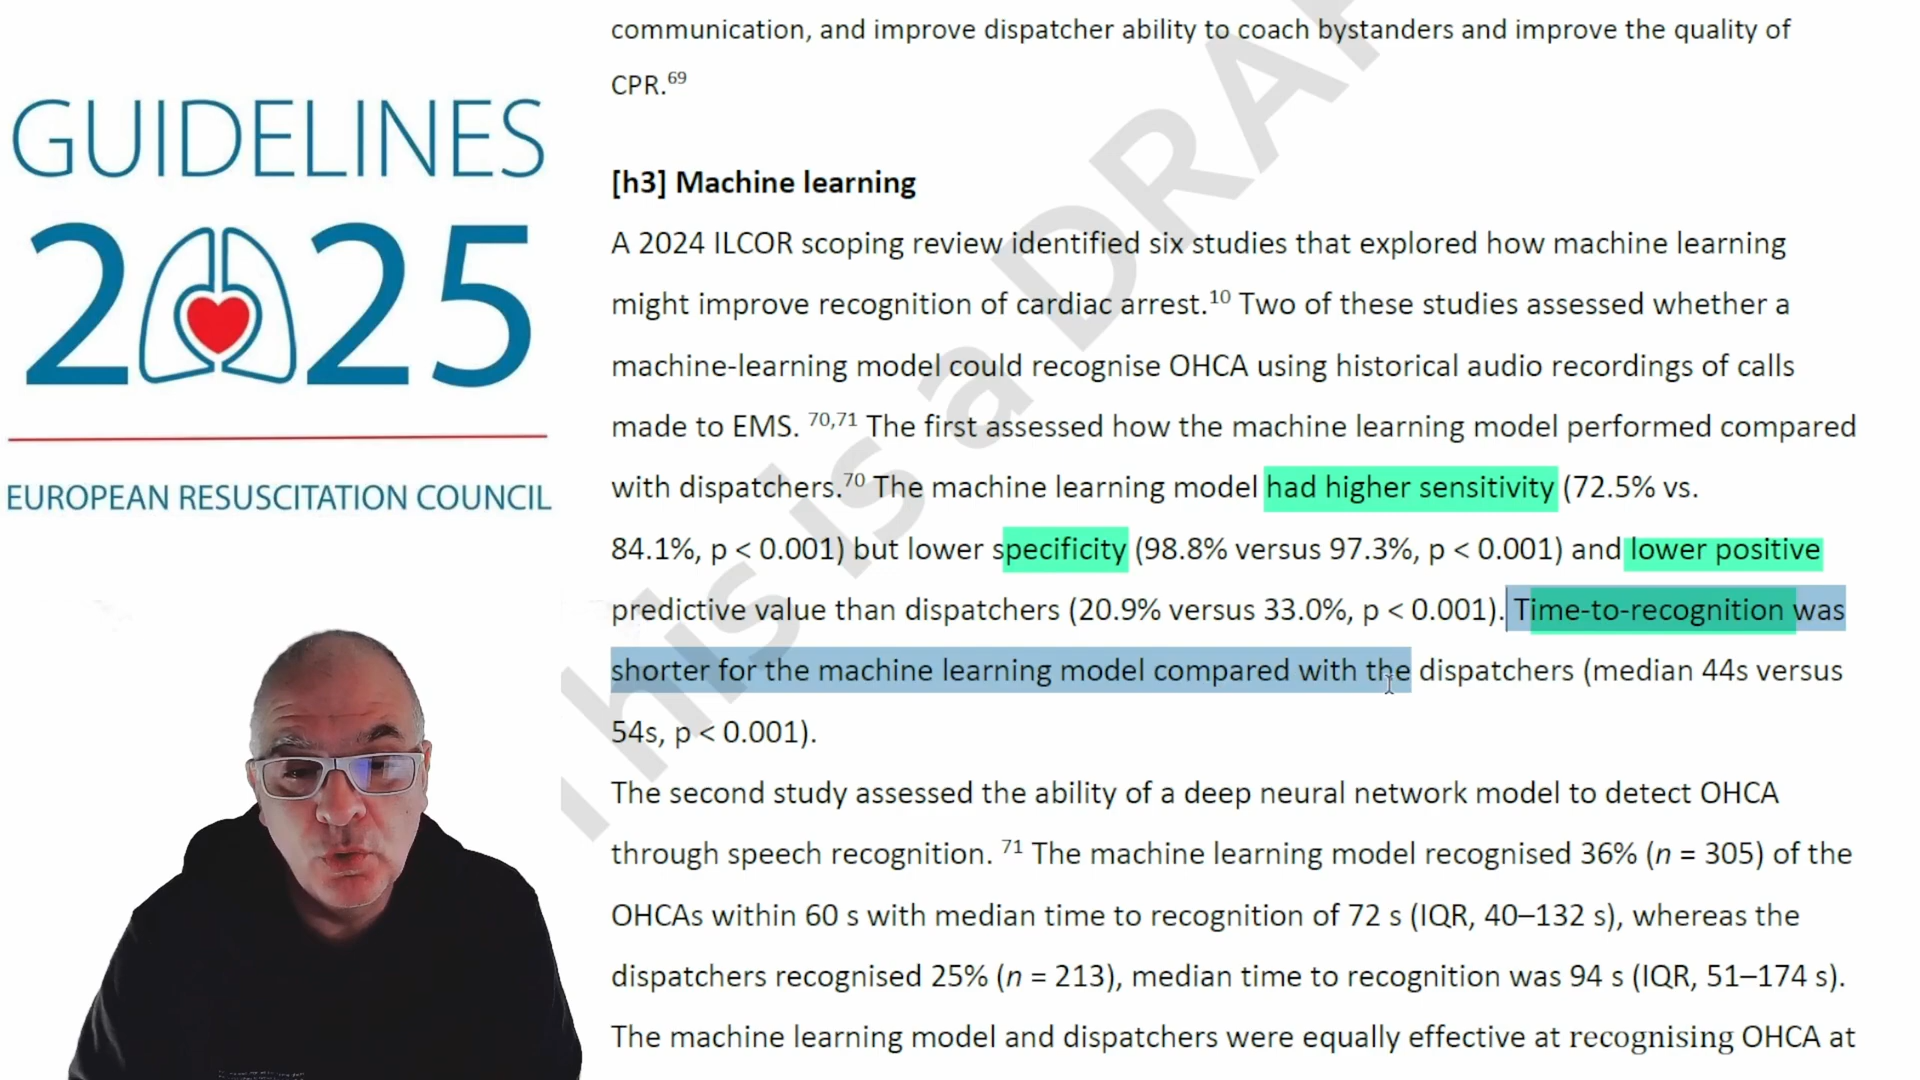 GUIDELINES
2025
EUROPEAN RESUSCITATION COUNCIL
communication, and improve dispatcher ability to coach bystanders and improve the quality of
CPR.69
[h3] Machine learning
A 2024 ILCOR scoping review identified six studies that explored how machine learning
might improve recognition of cardiac arrest.10 Two of these studies assessed whether a
machine-learning model could recognise OHCA using historical audio recordings of calls
made to EMS. 70,71 The first assessed how the machine learning model performed compared
with dispatchers.70 The machine learning model had higher sensitivity (72.5% vs.
84.1%, p < 0.001) but lower specificity (98.8% versus 97.3%, p < 0.001) and lower positive
predictive value than dispatchers (20.9% versus 33.0%, p < 0.001). Time-to-recognition was
shorter for the machine learning model compared with the dispatchers (median 44s versus
54s, p < 0.001).
The second study assessed the ability of a deep neural network model to detect OHCA
through speech recognition. 71 The machine learning model recognised 36% (n = 305) of the
OHCAs within 60 s with median time to recognition of 72 s (IQR, 40–132 s), whereas the
dispatchers recognised 25% (n = 213), median time to recognition was 94 s (IQR, 51–174 s).
The machine learning model and dispatchers were equally effective at recognising OHCA at
his is a DRAF